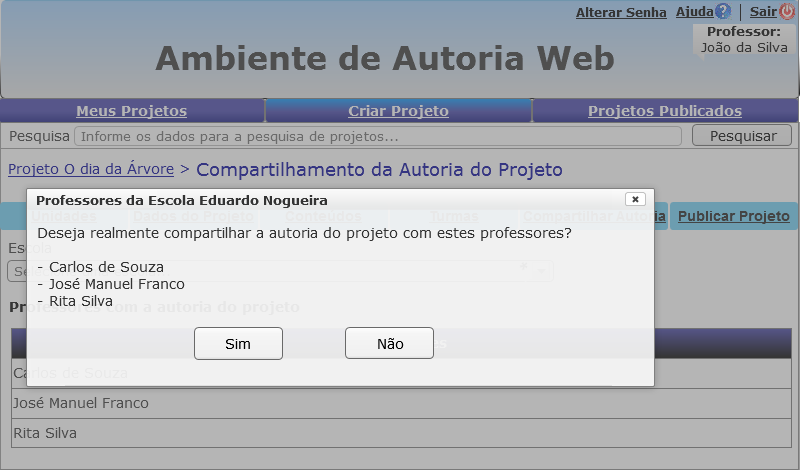 Alterar Senha Ajuda? | Sair
Professor:
João da Silva
Ambiente de Autoria Web
Meus Projetos Criar Projeto Projetos Publicados
Pesquisa Informe os dados para a pesquisa de projetos... Pesquisar
Projeto O dia da Árvore > Compartilhamento da Autoria do Projeto
Professores da Escola Eduardo Nogueira
Unidades Dados do Projeto Conteúdos Turmas Compartilhar Autoria Publicar Projeto
Deseja realmente compartilhar a autoria do projeto com estes professores?
Escola
- Carlos de Souza
- José Manuel Franco
- Rita Silva
Professores com a autoria do projeto
Sim Não
Carlos de Souza
José Manuel Franco
Rita Silva